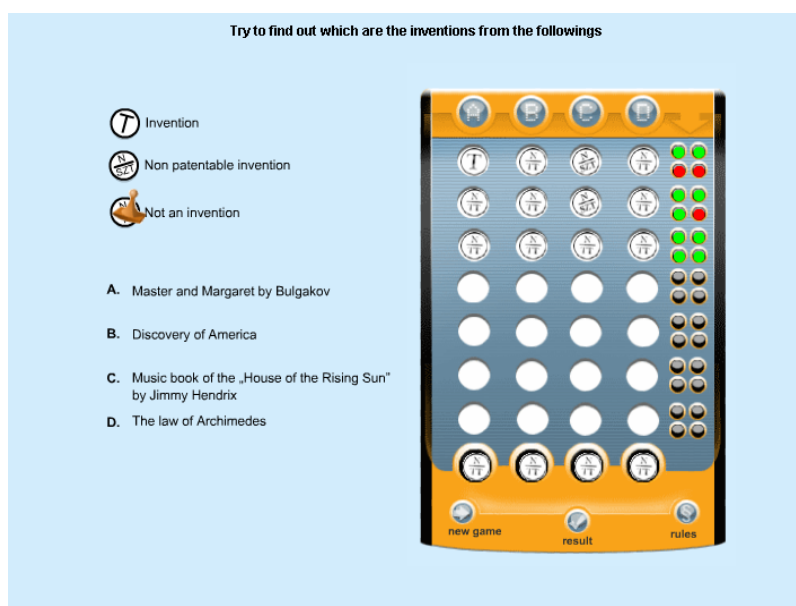 Try to find out which are the inventions from the followings
T Invention
N
SZT Non patentable invention
Not an invention
A. Master and Margaret by Bulgakov
B. Discovery of America
C. Music book of the „House of the Rising Sun”
by Jimmy Hendrix
D. The law of Archimedes
A B C D
T
new game
result
rules